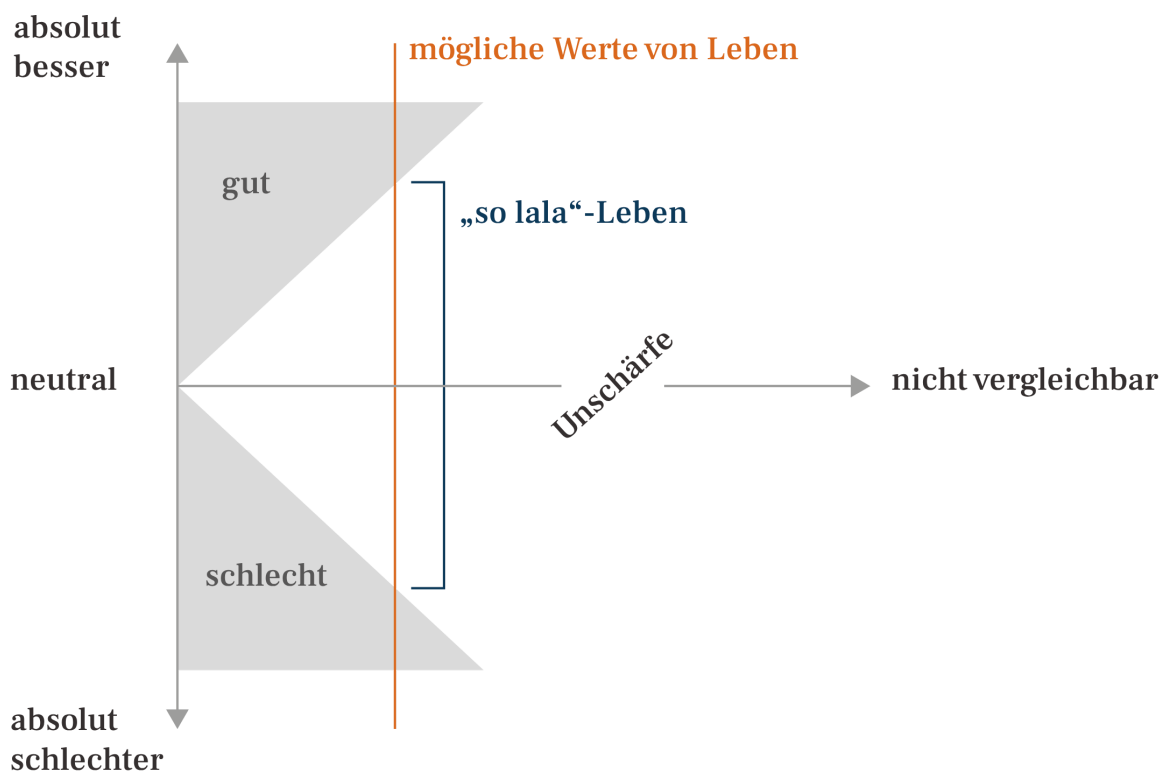 absolut
besser
mögliche Werte von Leben
gut
„so lala“-Leben
neutral
Unschärfe
nicht vergleichbar
schlecht
absolut
schlechter